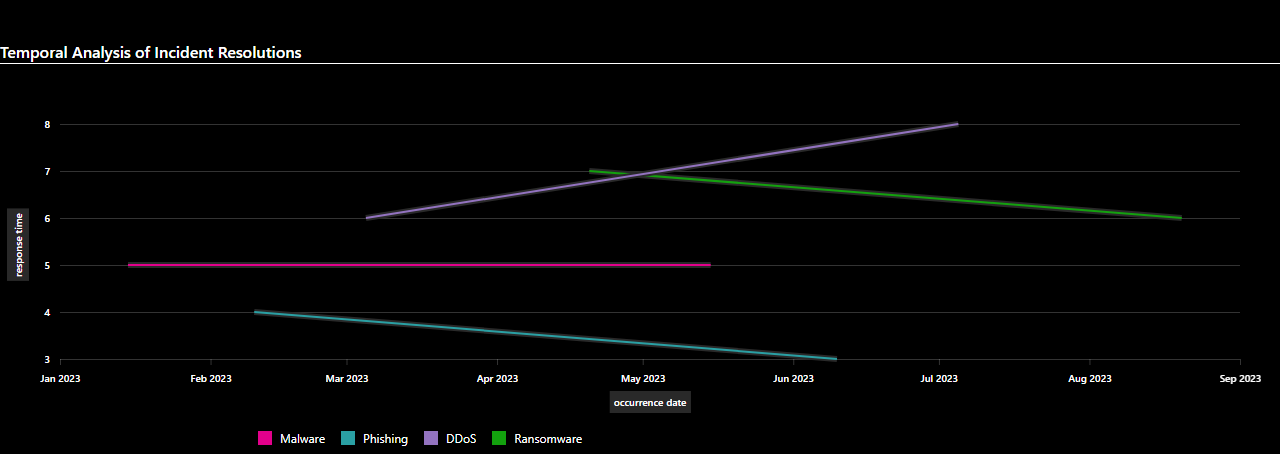 Temporal Analysis of Incident Resolutions
8
7
6
5
4
3
response time
Jan 2023 Feb 2023 Mar 2023 Apr 2023 May 2023 Jun 2023 Jul 2023 Aug 2023 Sep 2023
occurrence date
Malware Phishing DDoS Ransomware